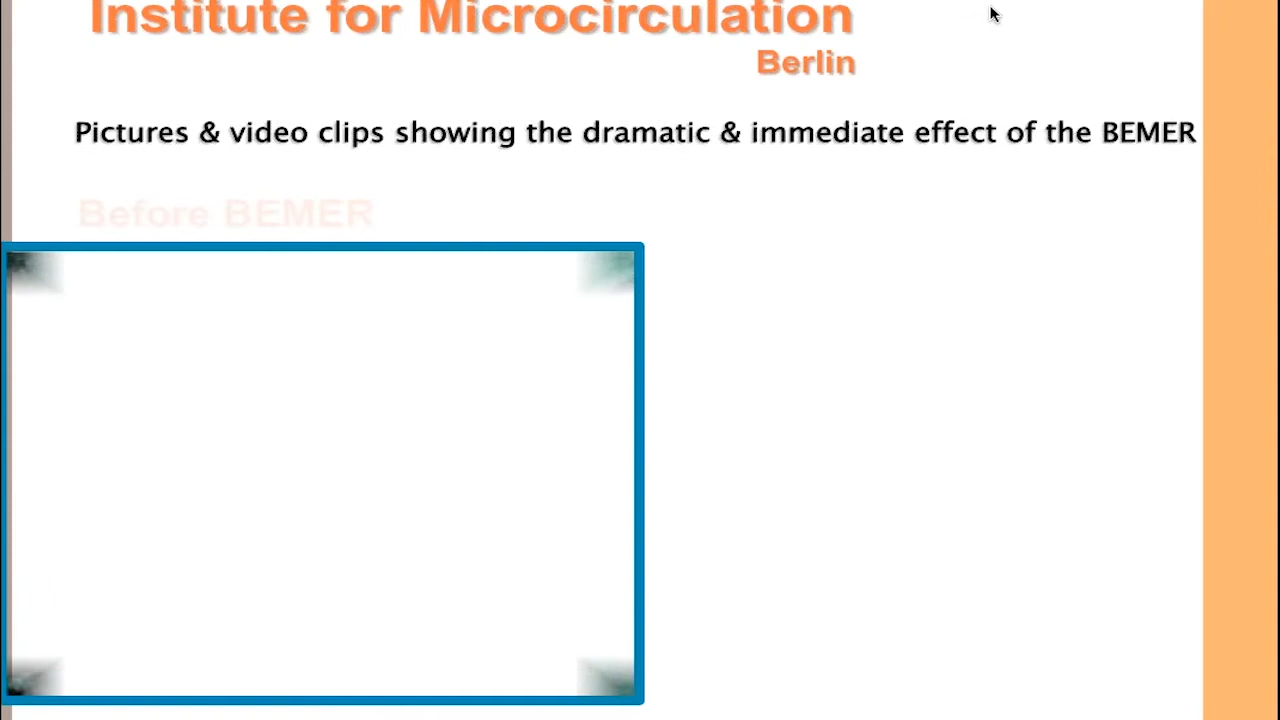 Institute for Microcirculation
Berlin
Pictures & video clips showing the dramatic & immediate effect of the BEMER
Before BEMER